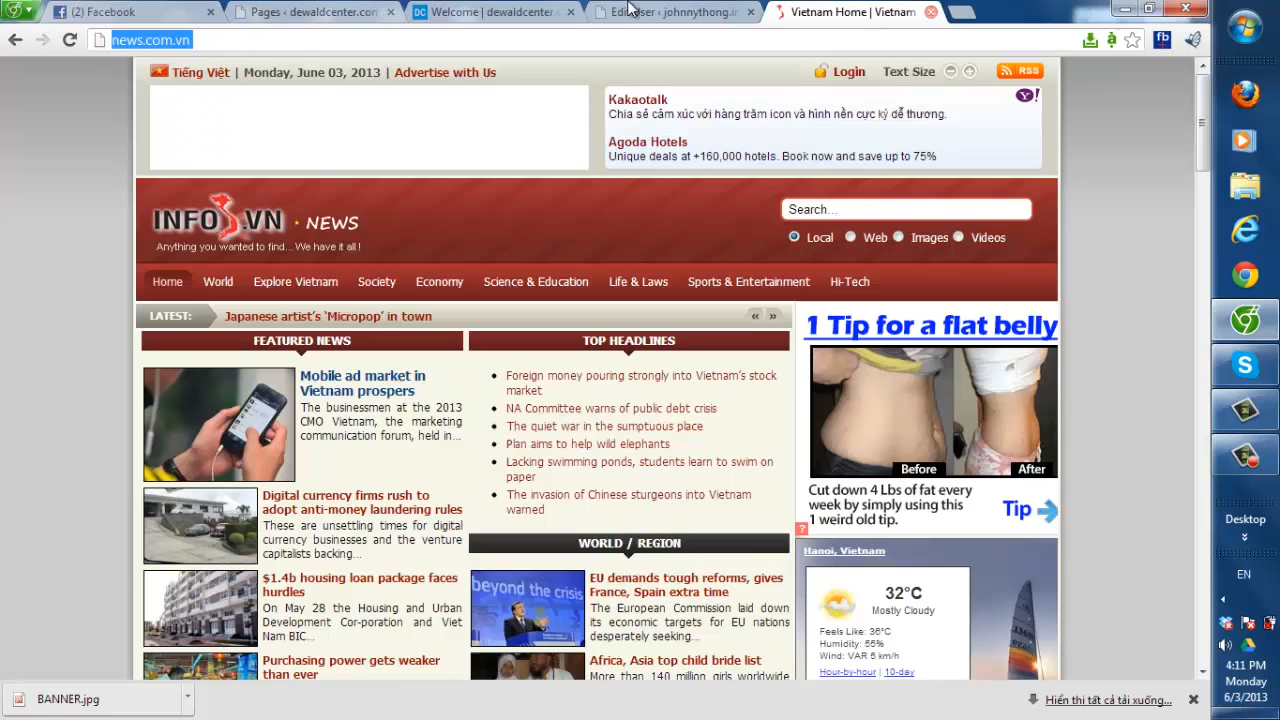 (2) Facebook
Pages ‹ dewaldcenter.com
Welcome | dewaldcenter.c
Vietnam Home | Vietnam
news.com.vn
Tiếng Việt | Monday, June 03, 2013 | Advertise with Us
Login Text Size RSS
Kakaotalk
Chia sẻ cảm xúc với hàng trăm icon và hình nền cực kỳ dễ thương.
Agoda Hotels
Unique deals at +160,000 hotels. Book now and save up to 75%
INFO.VN · NEWS
Anything you wanted to find... We have it all !
Search...
Local Web Images Videos
Home World Explore Vietnam Society Economy Science & Education Life & Laws Sports & Entertainment Hi-Tech
LATEST: Japanese artist's 'Micropop' in town « »
FEATURED NEWS
Mobile ad market in
Vietnam prospers
The businessmen at the 2013
CMO Vietnam, the marketing
communication forum, held in...
Digital currency firms rush to
adopt anti-money laundering rules
These are unsettling times for digital
currency businesses and the venture
capitalists backing...
$1.4b housing loan package faces
hurdles
On May 28 the Housing and Urban
Development Corporation and Viet
Nam BIC...
Purchasing power gets weaker
than ever
TOP HEADLINES
Foreign money pouring strongly into Vietnam's stock
market
NA Committee warns of public debt crisis
The quiet war in the sumptuous place
Plan aims to help wild elephants
Lacking swimming ponds, students learn to swim on
paper
The invasion of Chinese sturgeons into Vietnam
warned
WORLD / REGION
beyond the crisis
EU demands tough reforms, gives
France, Spain extra time
The European Commission laid down
its economic targets for EU nations
desperately seeking...
Africa, Asia top child bride list
More than 140 million girls worldwide
1 Tip for a flat belly
Before After
Cut down 4 Lbs of fat every
week by simply using this
1 weird old tip.
Tip
?
Hanoi, Vietnam
32°C
Mostly Cloudy
Feels Like: 36°C
Humidity: 55%
Wind: VAR 5 km/h
Hour-by-hour | 10-day
BANNER.jpg
Hiển thị tất cả tải xuống...
Desktop
EN
4:11 PM
Monday
6/3/2013